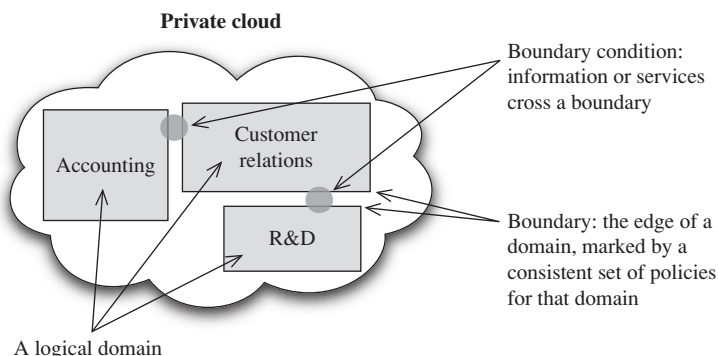 Private cloud
Boundary condition:
information or services
cross a boundary
Accounting
Customer
relations
R&D
Boundary: the edge of a
domain, marked by a
consistent set of policies
for that domain
A logical domain